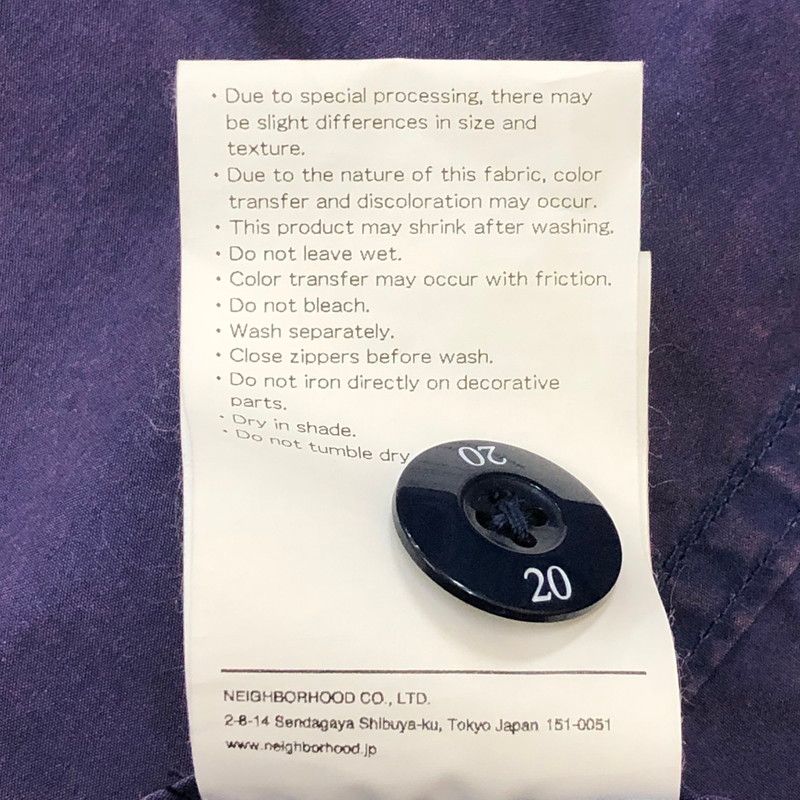 ・Due to special processing, there may
be slight differences in size and
texture.
・Due to the nature of this fabric, color
transfer and discoloration may occur.
・This product may shrink after washing.
・Do not leave wet.
・Color transfer may occur with friction.
・Do not bleach.
・Wash separately.
・Close zippers before wash.
・Do not iron directly on decorative
parts.
・Dry in shade.
・Do not tumble dry
20
20
NEIGHBORHOOD CO., LTD.
2-8-14 Sendagaya Shibuya-ku, Tokyo Japan 151-0051
www.neighborhood.jp